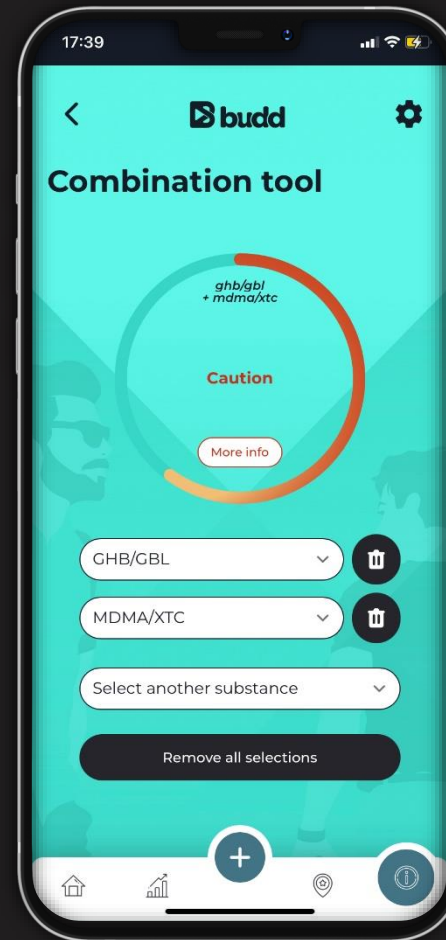 17:39
budd
Combination tool
ghb/gbl
+ mdma/xtc
Caution
More info
GHB/GBL
MDMA/XTC
Select another substance
Remove all selections